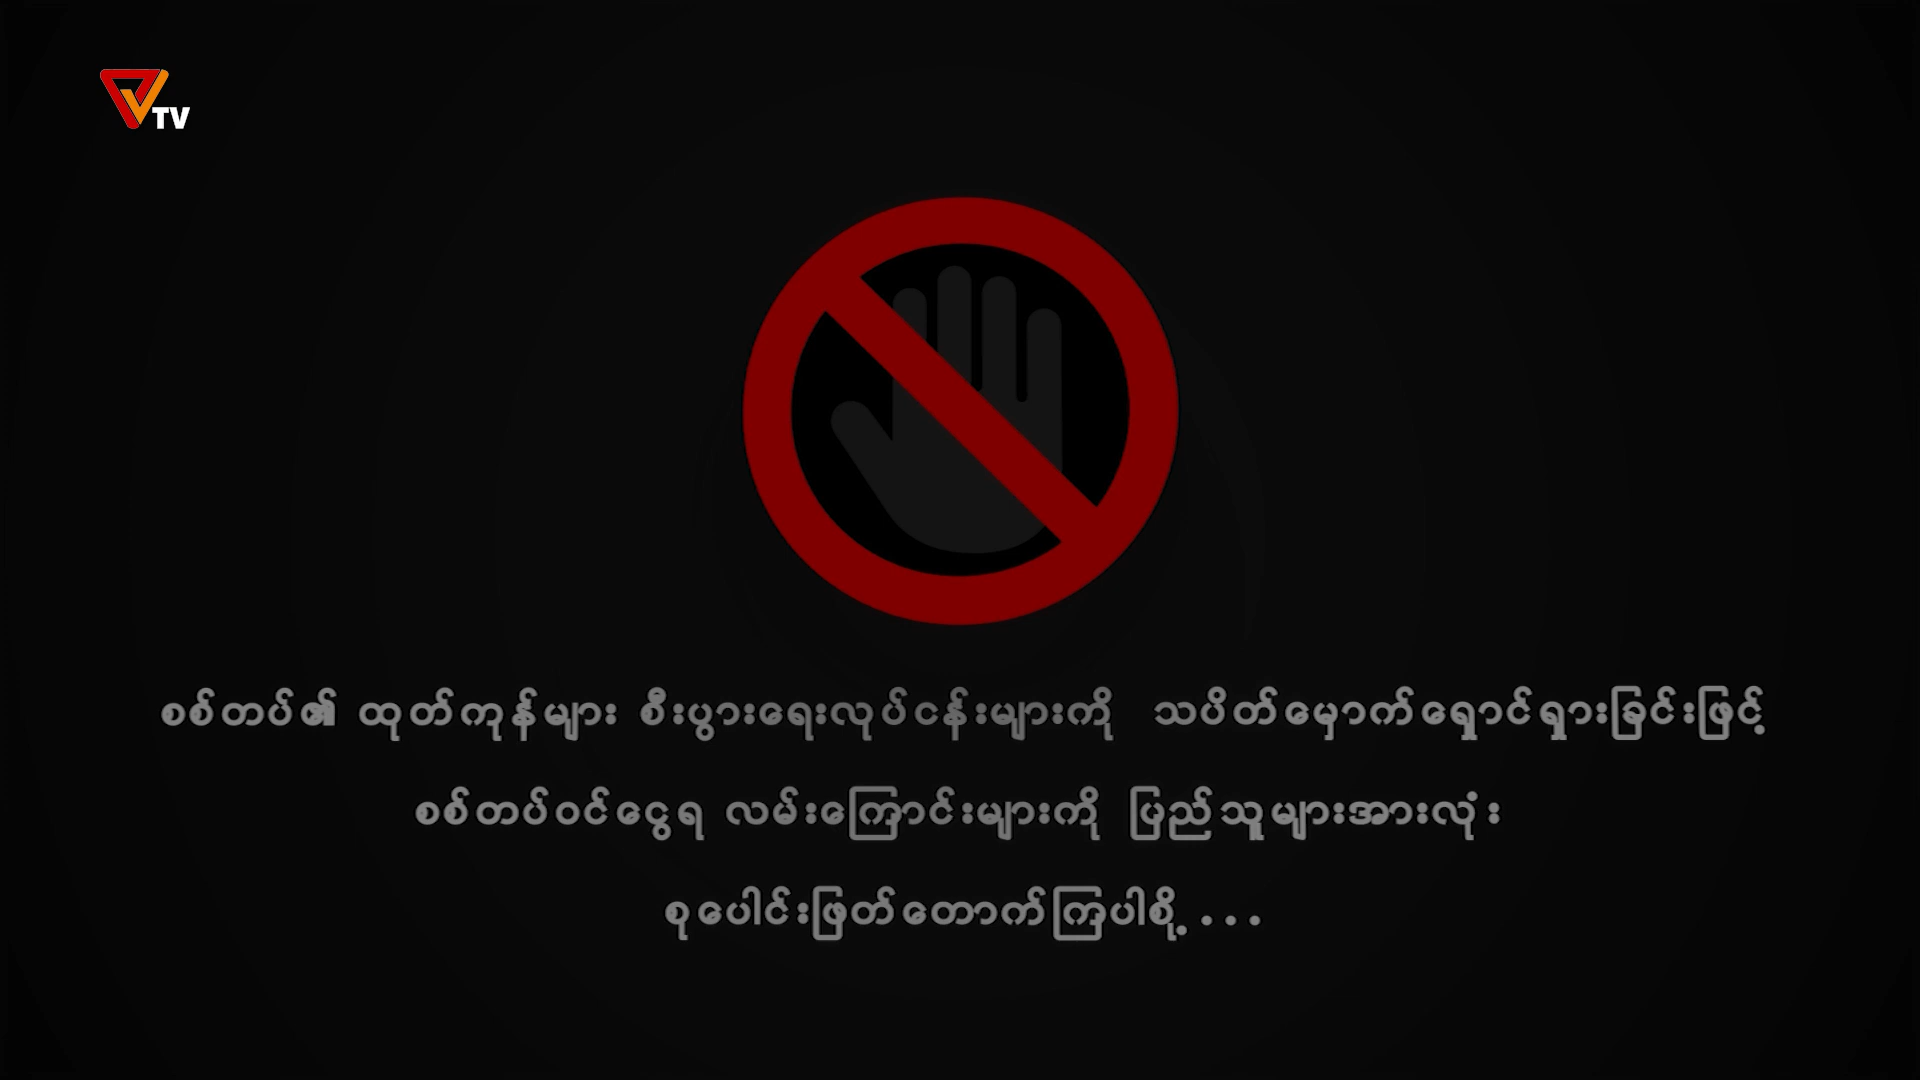 TV
စစ်တပ်၏ ထုတ်ကုန်များ စီးပွားရေးလုပ်ငန်းများကို သပိတ်မှောက်ရှောင်ရှားခြင်းဖြင့်
စစ်တပ်ဝင်ငွေရ လမ်းကြောင်းများကို ပြည်သူများအားလုံး
စုပေါင်းဖြတ်တောက်ကြပါစို့ ...